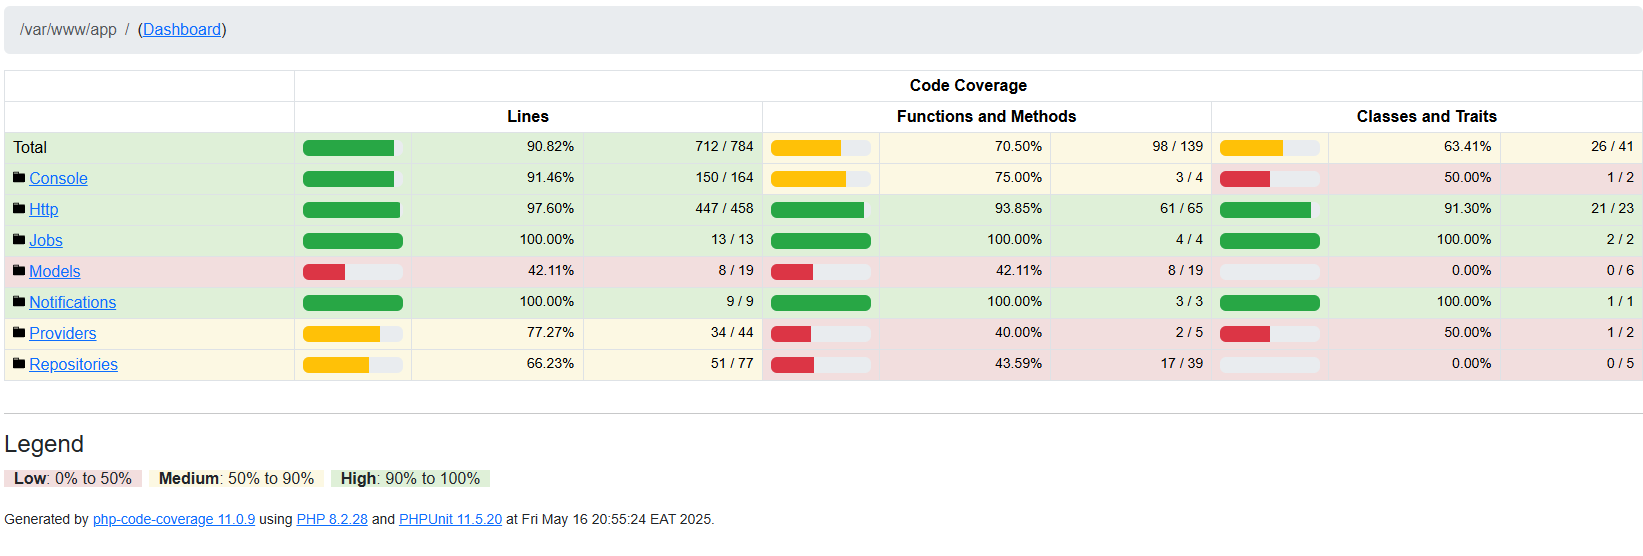 /var/www/app / (Dashboard)
Code Coverage
Lines Functions and Methods Classes and Traits
Total 90.82% 712 / 784 70.50% 98 / 139 63.41% 26 / 41
Console 91.46% 150 / 164 75.00% 3 / 4 50.00% 1 / 2
Http 97.60% 447 / 458 93.85% 61 / 65 91.30% 21 / 23
Jobs 100.00% 13 / 13 100.00% 4 / 4 100.00% 2 / 2
Models 42.11% 8 / 19 42.11% 8 / 19 0.00% 0 / 6
Notifications 100.00% 9 / 9 100.00% 3 / 3 100.00% 1 / 1
Providers 77.27% 34 / 44 40.00% 2 / 5 50.00% 1 / 2
Repositories 66.23% 51 / 77 43.59% 17 / 39 0.00% 0 / 5
Legend
Low: 0% to 50% Medium: 50% to 90% High: 90% to 100%
Generated by php-code-coverage 11.0.9 using PHP 8.2.28 and PHPUnit 11.5.20 at Fri May 16 20:55:24 EAT 2025.